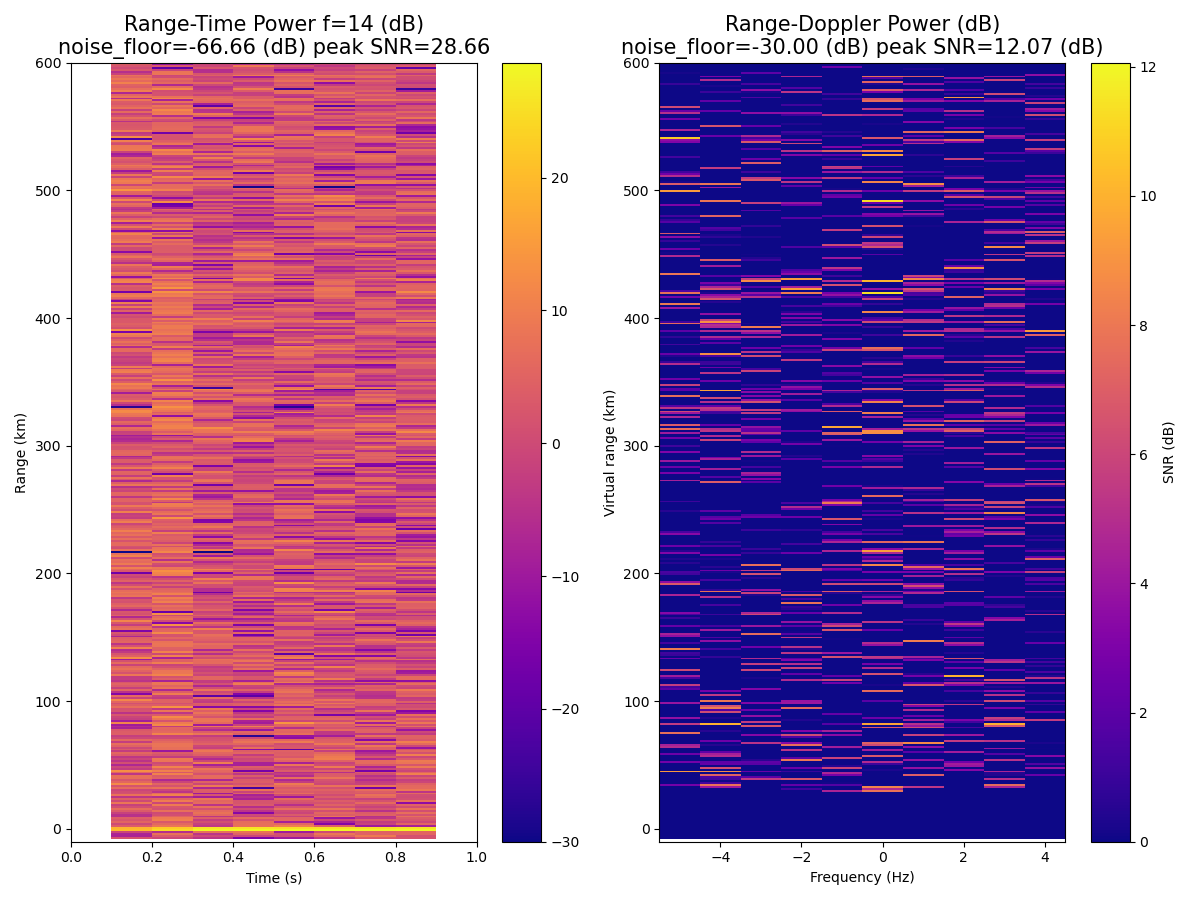 Range-Time Power f=14 (dB)
noise_floor=-66.66 (dB) peak SNR=28.66
600
500
400
300
200
100
0
Range (km)
0.0 0.2 0.4 0.6 0.8 1.0
Time (s)
20
10
0
−10
−20
−30
Range-Doppler Power (dB)
noise_floor=-30.00 (dB) peak SNR=12.07 (dB)
600
500
400
300
200
100
0
Virtual range (km)
−4 −2 0 2 4
Frequency (Hz)
12
10
8
6
4
2
0
SNR (dB)